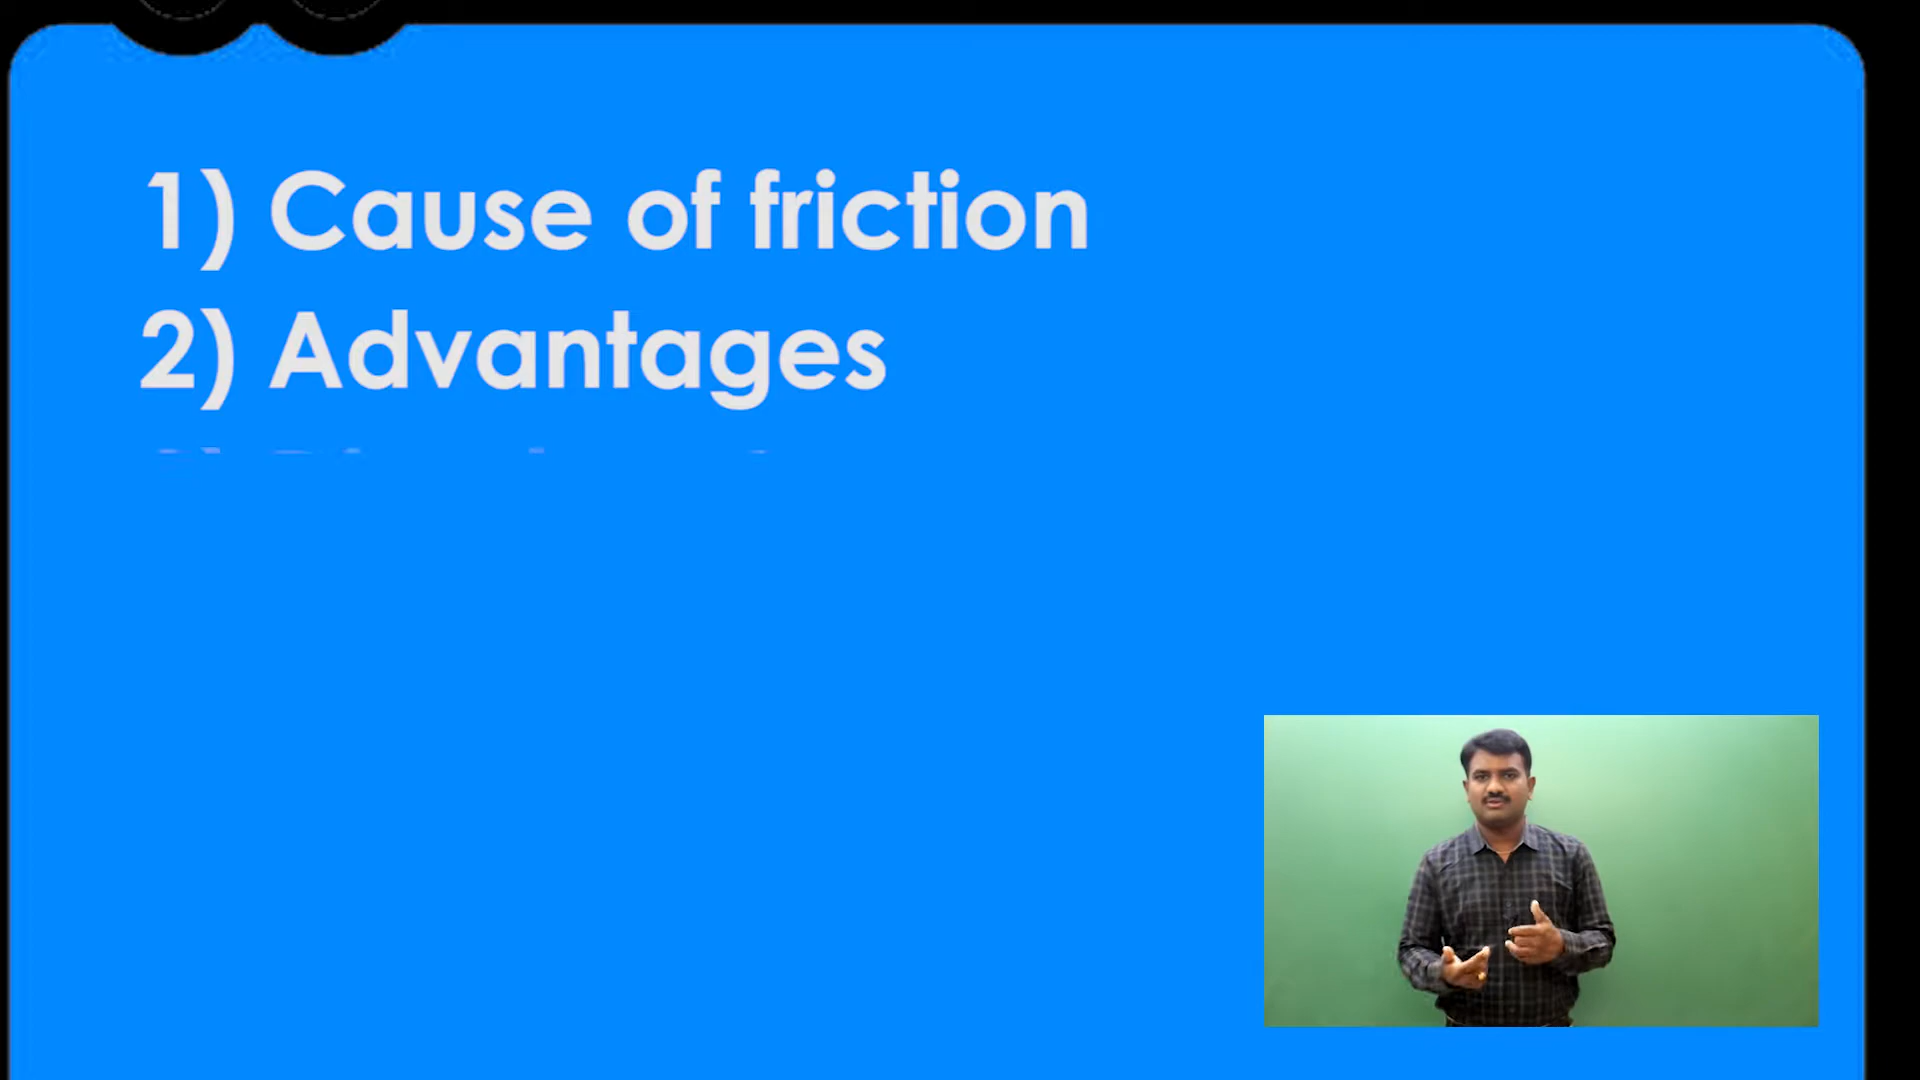 1) Cause of friction
2) Advantages